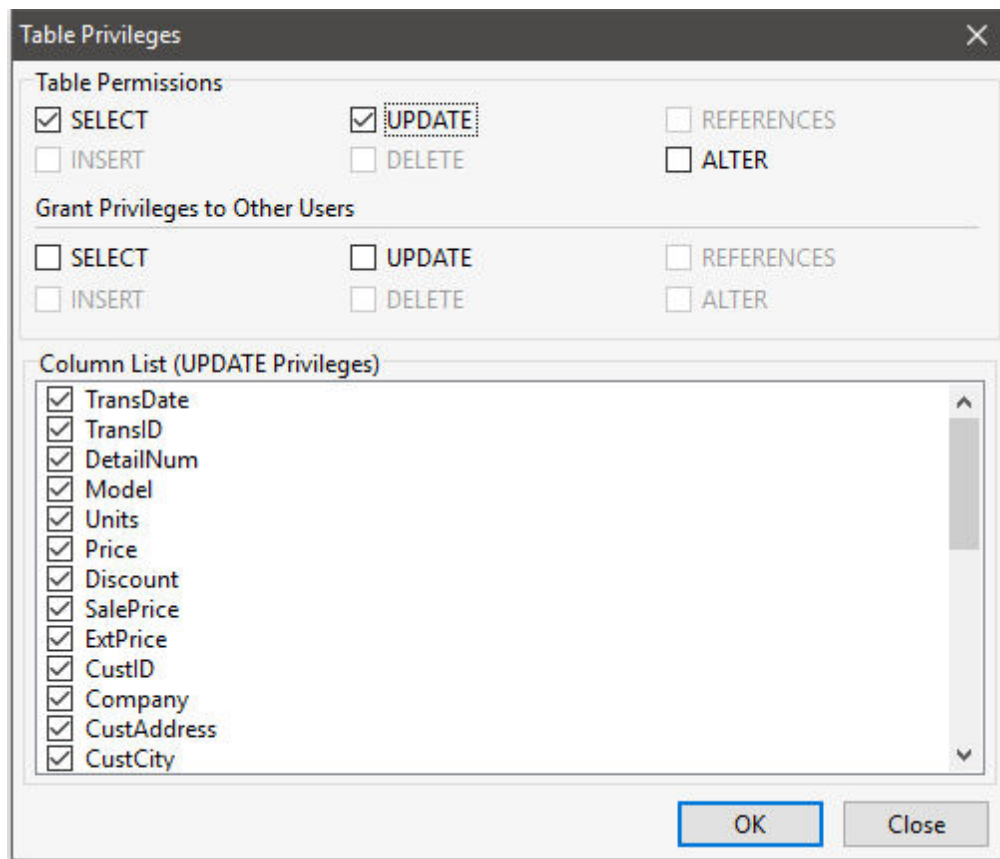 Table Privileges
Table Permissions
SELECT UPDATE REFERENCES
INSERT DELETE ALTER
Grant Privileges to Other Users
SELECT UPDATE REFERENCES
INSERT DELETE ALTER
Column List (UPDATE Privileges)
TransDate
TransID
DetailNum
Model
Units
Price
Discount
SalePrice
ExtPrice
CustID
Company
CustAddress
CustCity
OK Close